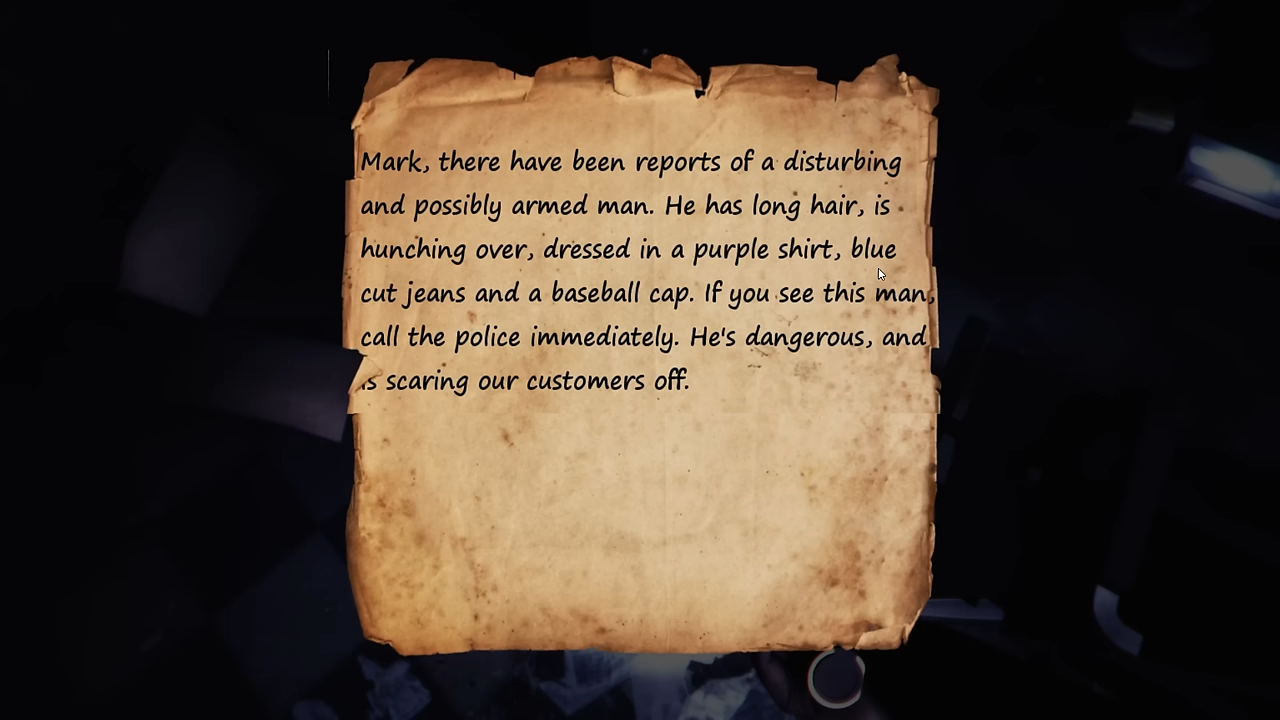 Mark, there have been reports of a disturbing
and possibly armed man. He has long hair, is
hunching over, dressed in a purple shirt, blue
cut jeans and a baseball cap. If you see this man,
call the police immediately. He's dangerous, and
is scaring our customers off.